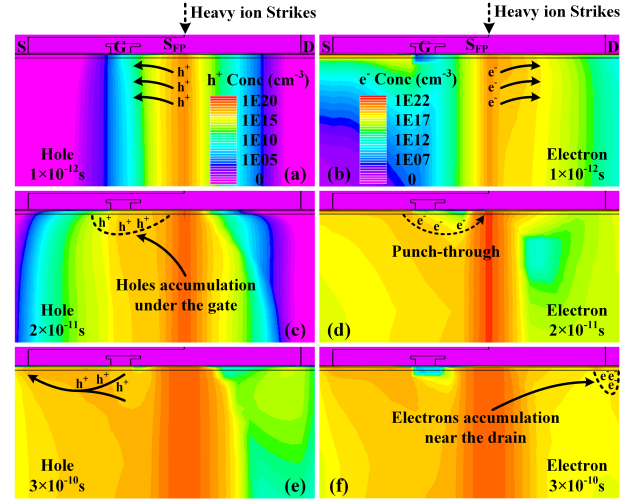 Heavy ion Strikes
Heavy ion Strikes
S G S_FP D
h⁺ Conc (cm⁻³)
1E20
1E15
1E10
1E05
0
h⁺
h⁺
h⁺
Hole
1×10⁻¹²s
(a)
S G S_FP D
e⁻ Conc (cm⁻³)
1E22
1E17
1E12
1E07
0
e⁻
e⁻
e⁻
(b)
Electron
1×10⁻¹²s
h⁺ h⁺ h⁺
Holes accumulation
under the gate
Hole
2×10⁻¹¹s
(c)
e⁻ e⁻ e⁻
Punch-through
(d)
Electron
2×10⁻¹¹s
h⁺ h⁺ h⁺
Hole
3×10⁻¹⁰s
(e)
e⁻ e⁻
e⁻
Electrons accumulation
near the drain
(f)
Electron
3×10⁻¹⁰s